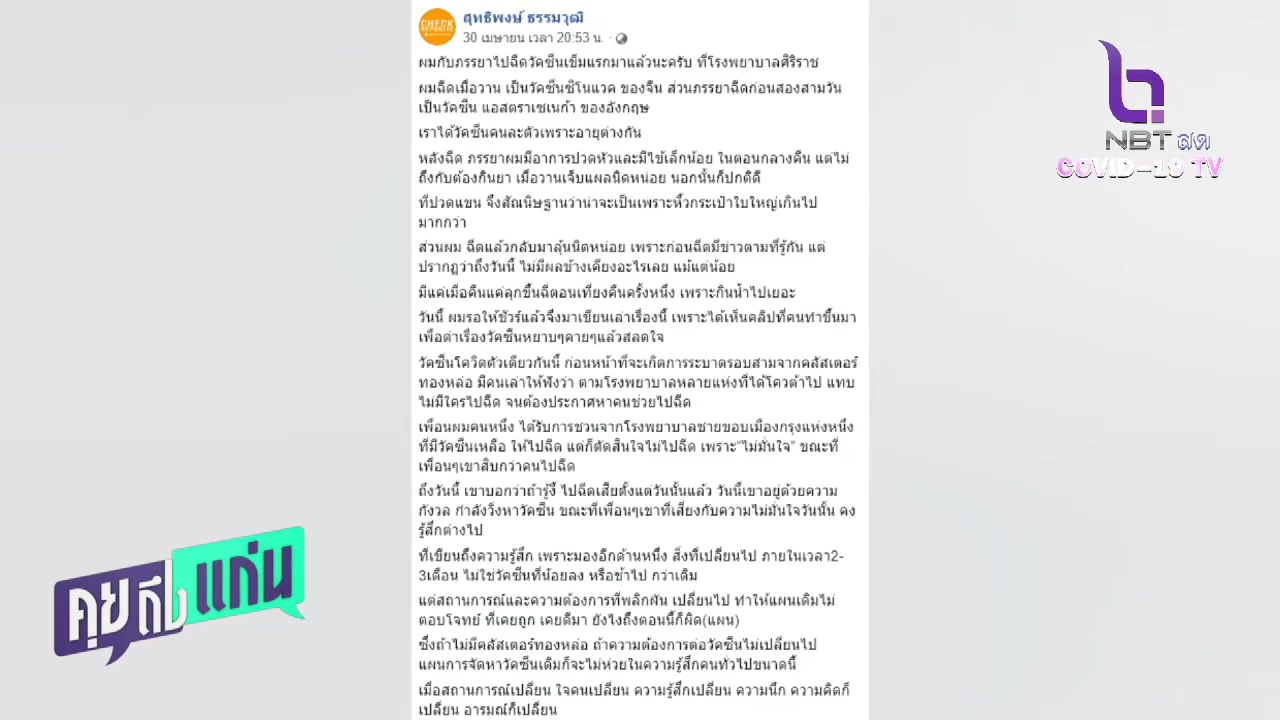 สุทธิพงษ์ ธรรมวุฒิ
30 เมษายน เวลา 20:53 น. ·
CHECK
NBT สด
COVID-19 TV
ผมกับภรรยาไปฉีดวัคซีนเข็มแรกมาแล้วนะครับ ที่โรงพยาบาลศิริราช
ผมฉีดเมื่อวาน เป็นวัคซีนซิโนแวค ของจีน ส่วนภรรยาฉีดก่อนสองสามวัน
เป็นวัคซีน แอสตราเซเนก้า ของอังกฤษ
เราได้วัคซีนคนละตัวเพราะอายุต่างกัน
หลังฉีด ภรรยาผมมีอาการปวดหัวและมีไข้เล็กน้อย ในตอนกลางคืน แต่ไม่
ถึงกับต้องกินยา เมื่อวานเจ็บแผลนิดหน่อย นอกนั้นก็ปกติดี
ที่ปวดแขน จึงสันนิษฐานว่าน่าจะเป็นเพราะหิ้วกระเป๋าใบใหญ่เกินไป
มากกว่า
ส่วนผม ฉีดแล้วกลับมาลุ้นนิดหน่อย เพราะก่อนฉีดมีข่าวตามที่รู้กัน แต่
ปรากฏว่าถึงวันนี้ ไม่มีผลข้างเคียงอะไรเลย แม้แต่น้อย
มีแค่เมื่อคืนแค่ลุกขึ้นฉี่ตอนเที่ยงคืนครั้งหนึ่ง เพราะกินน้ำไปเยอะ
วันนี้ ผมรอให้ชัวร์แล้วจึงมาเขียนเล่าเรื่องนี้ เพราะได้เห็นคลิปที่คนทำขึ้นมา
เพื่อด่าเรื่องวัคซีนหยาบๆคายๆแล้วสลดใจ
วัคซีนโควิดตัวเดียวกันนี้ ก่อนหน้าที่จะเกิดการระบาดรอบสามจากคลัสเตอร์
ทองหล่อ มีคนเล่าให้ฟังว่า ตามโรงพยาบาลหลายแห่งที่ได้โควต้าไป แทบ
ไม่มีใครไปฉีด จนต้องประกาศหาคนช่วยไปฉีด
เพื่อนผมคนหนึ่ง ได้รับการชวนจากโรงพยาบาลชายขอบเมืองกรุงแห่งหนึ่ง
ที่มีวัคซีนเหลือ ให้ไปฉีด แต่ก็ตัดสินใจไม่ไปฉีด เพราะ"ไม่มั่นใจ" ขณะที่
เพื่อนๆเขาสิบกว่าคนไปฉีด
ถึงวันนี้ เขาบอกว่าถ้ารู้งี้ ไปฉีดเสียตั้งแต่วันนั้นแล้ว วันนี้เขาอยู่ด้วยความ
กังวล กำลังวิ่งหาวัคซีน ขณะที่เพื่อนๆเขาที่เสี่ยงกับความไม่มั่นใจวันนั้น คง
รู้สึกต่างไป
ที่เขียนถึงความรู้สึก เพราะมองอีกด้านหนึ่ง สิ่งที่เปลี่ยนไป ภายในเวลา2-
3เดือน ไม่ใช่วัคซีนที่น้อยลง หรือช้าไป กว่าเดิม
แต่สถานการณ์และความต้องการที่พลิกผัน เปลี่ยนไป ทำให้แผนเดิมไม่
ตอบโจทย์ ที่เคยถูก เคยดีมา ยังไงถึงตอนนี้ก็ผิด(แผน)
ซึ่งถ้าไม่มีคลัสเตอร์ทองหล่อ ถ้าความต้องการต่อวัคซีนไม่เปลี่ยนไป
แผนการจัดหาวัคซีนเดิมก็จะไม่ห่วยในความรู้สึกคนทั่วไปขนาดนี้
เมื่อสถานการณ์เปลี่ยน ใจคนเปลี่ยน ความรู้สึกเปลี่ยน ความนึก ความคิดก็
เปลี่ยน อารมณ์ก็เปลี่ยน
คุยถึงแก่น